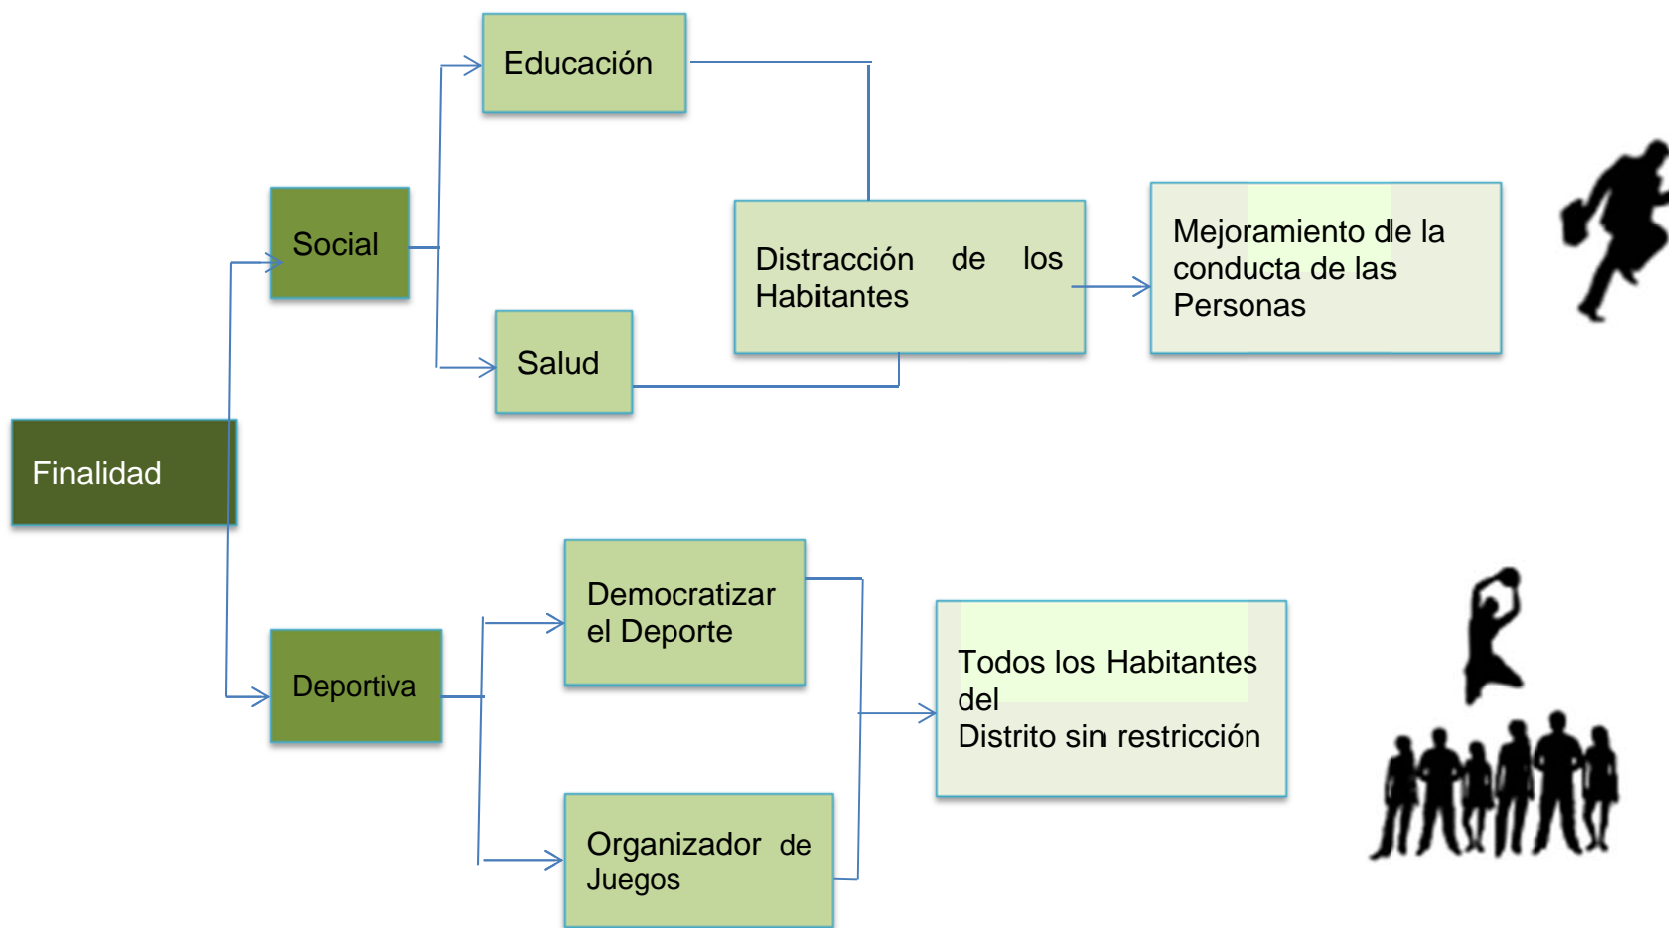 Educación
Social
Distracción de los
Habitantes
Mejoramiento de la
conducta de las
Personas
Salud
Finalidad
Democratizar
el Deporte
Deportiva
Todos los Habitantes
del
Distrito sin restricción
Organizador de
Juegos